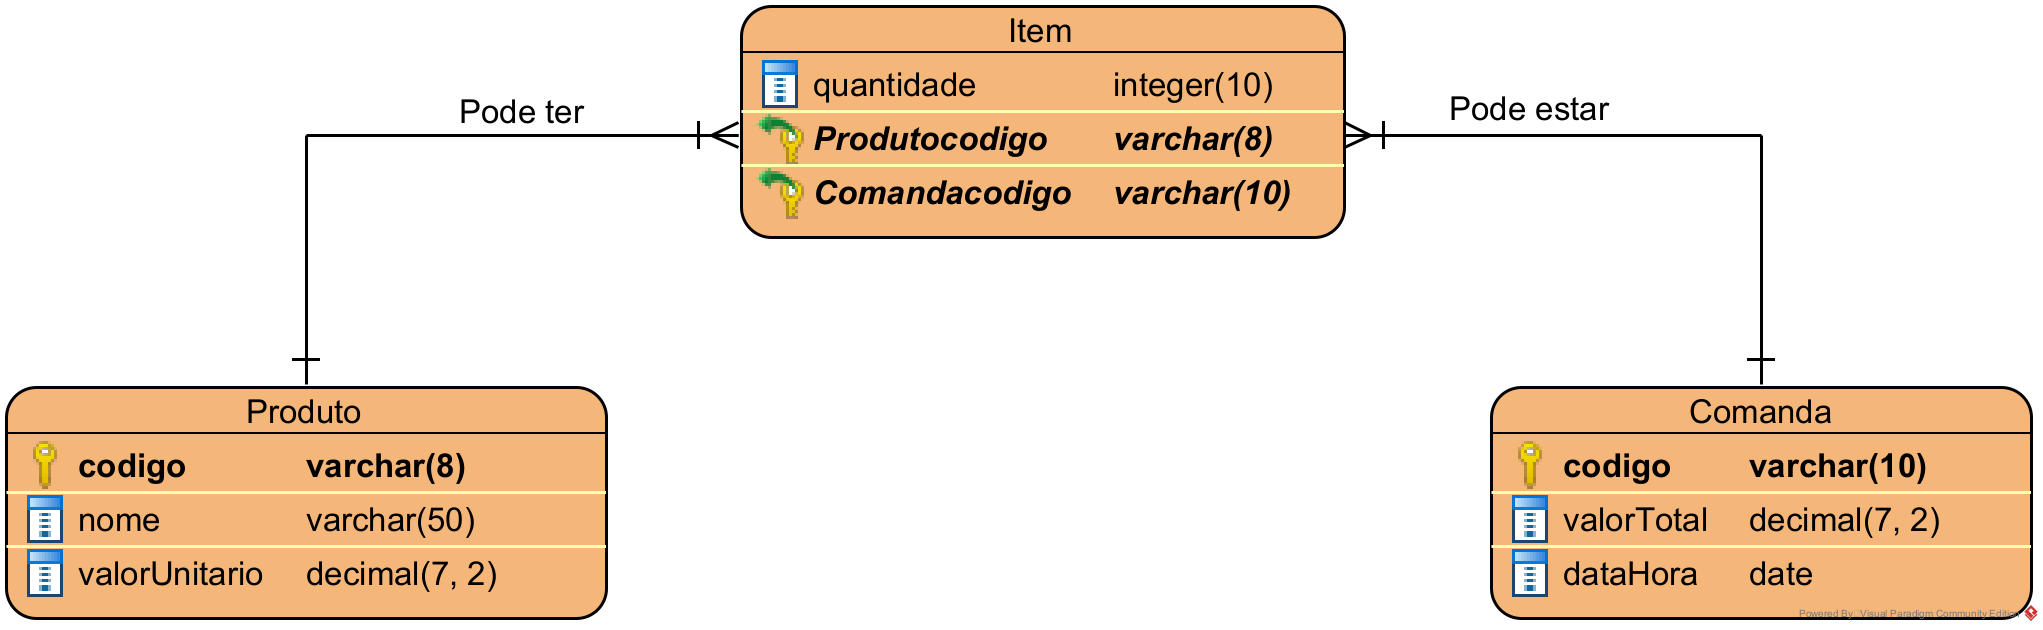 Item
quantidade integer(10)
Produtocodigo varchar(8)
Comandacodigo varchar(10)
Pode ter
Pode estar
Produto
codigo varchar(8)
nome varchar(50)
valorUnitario decimal(7, 2)
Comanda
codigo varchar(10)
valorTotal decimal(7, 2)
dataHora date
Powered By Visual Paradigm Community Edition